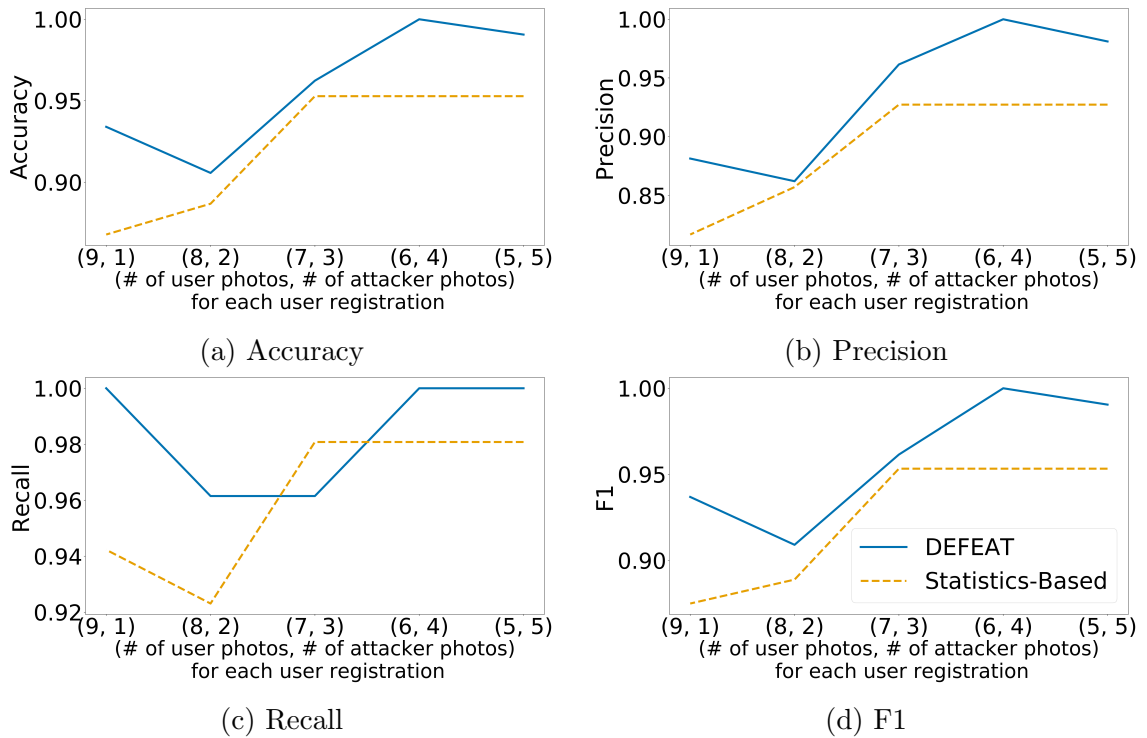 1.00
0.95
0.90
Accuracy
(9, 1) (8, 2) (7, 3) (6, 4) (5, 5)
(# of user photos, # of attacker photos)
for each user registration
(a) Accuracy
1.00
0.95
0.90
0.85
Precision
(9, 1) (8, 2) (7, 3) (6, 4) (5, 5)
(# of user photos, # of attacker photos)
for each user registration
(b) Precision
1.00
0.98
0.96
0.94
0.92
Recall
(9, 1) (8, 2) (7, 3) (6, 4) (5, 5)
(# of user photos, # of attacker photos)
for each user registration
(c) Recall
1.00
0.95
0.90
F1
DEFEAT
Statistics-Based
(9, 1) (8, 2) (7, 3) (6, 4) (5, 5)
(# of user photos, # of attacker photos)
for each user registration
(d) F1